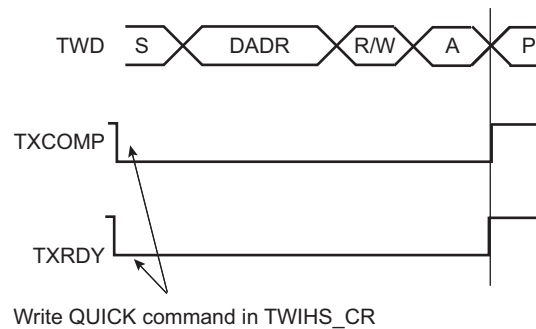 TWD S DADR R/W A P
TXCOMP
TXRDY
Write QUICK command in TWIHS_CR